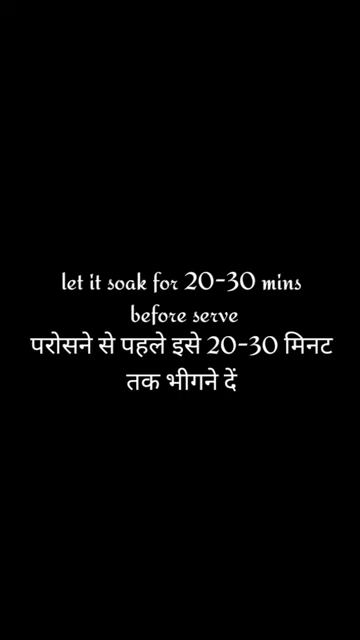 let it soak for 20-30 mins
before serve
परोसने से पहले इसे 20-30 मिनट
तक भीगने दें